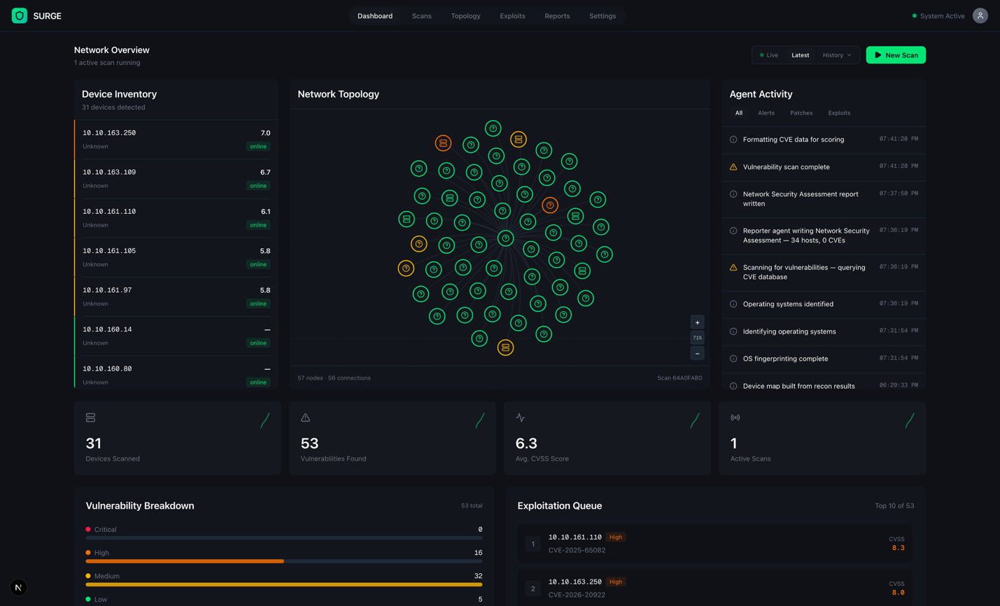 SURGE
Dashboard Scans Topology Exploits Reports Settings
System Active
Network Overview
1 active scan running
Live Latest History
New Scan
Device Inventory
31 devices detected
10.10.163.250 7.0
Unknown online
10.10.163.109 6.7
Unknown online
10.10.161.110 6.1
Unknown online
10.10.161.105 5.8
Unknown online
10.10.161.97 5.8
Unknown online
10.10.160.14 —
Unknown online
10.10.160.80 —
Unknown online
Network Topology
+
71%
−
57 nodes · 56 connections
Scan 64A0FAB0
Agent Activity
All Alerts Patches Exploits
Formatting CVE data for scoring 07:41:20 PM
Vulnerability scan complete 07:41:20 PM
Network Security Assessment report 07:37:50 PM
written
Reporter agent writing Network Security 07:36:19 PM
Assessment — 34 hosts, 0 CVEs
Scanning for vulnerabilities — querying 07:36:19 PM
CVE database
Operating systems identified 07:36:19 PM
Identifying operating systems 07:31:54 PM
OS fingerprinting complete 07:31:54 PM
Device map built from recon results 06:29:33 PM
31
Devices Scanned
53
Vulnerabilities Found
6.3
Avg. CVSS Score
1
Active Scans
Vulnerability Breakdown 53 total
Critical 0
High 16
Medium 32
Low 5
Exploitation Queue Top 10 of 53
1
10.10.161.110 High
CVE-2025-65082
CVSS
8.3
2
10.10.163.250 High
CVE-2026-20922
CVSS
8.0
N